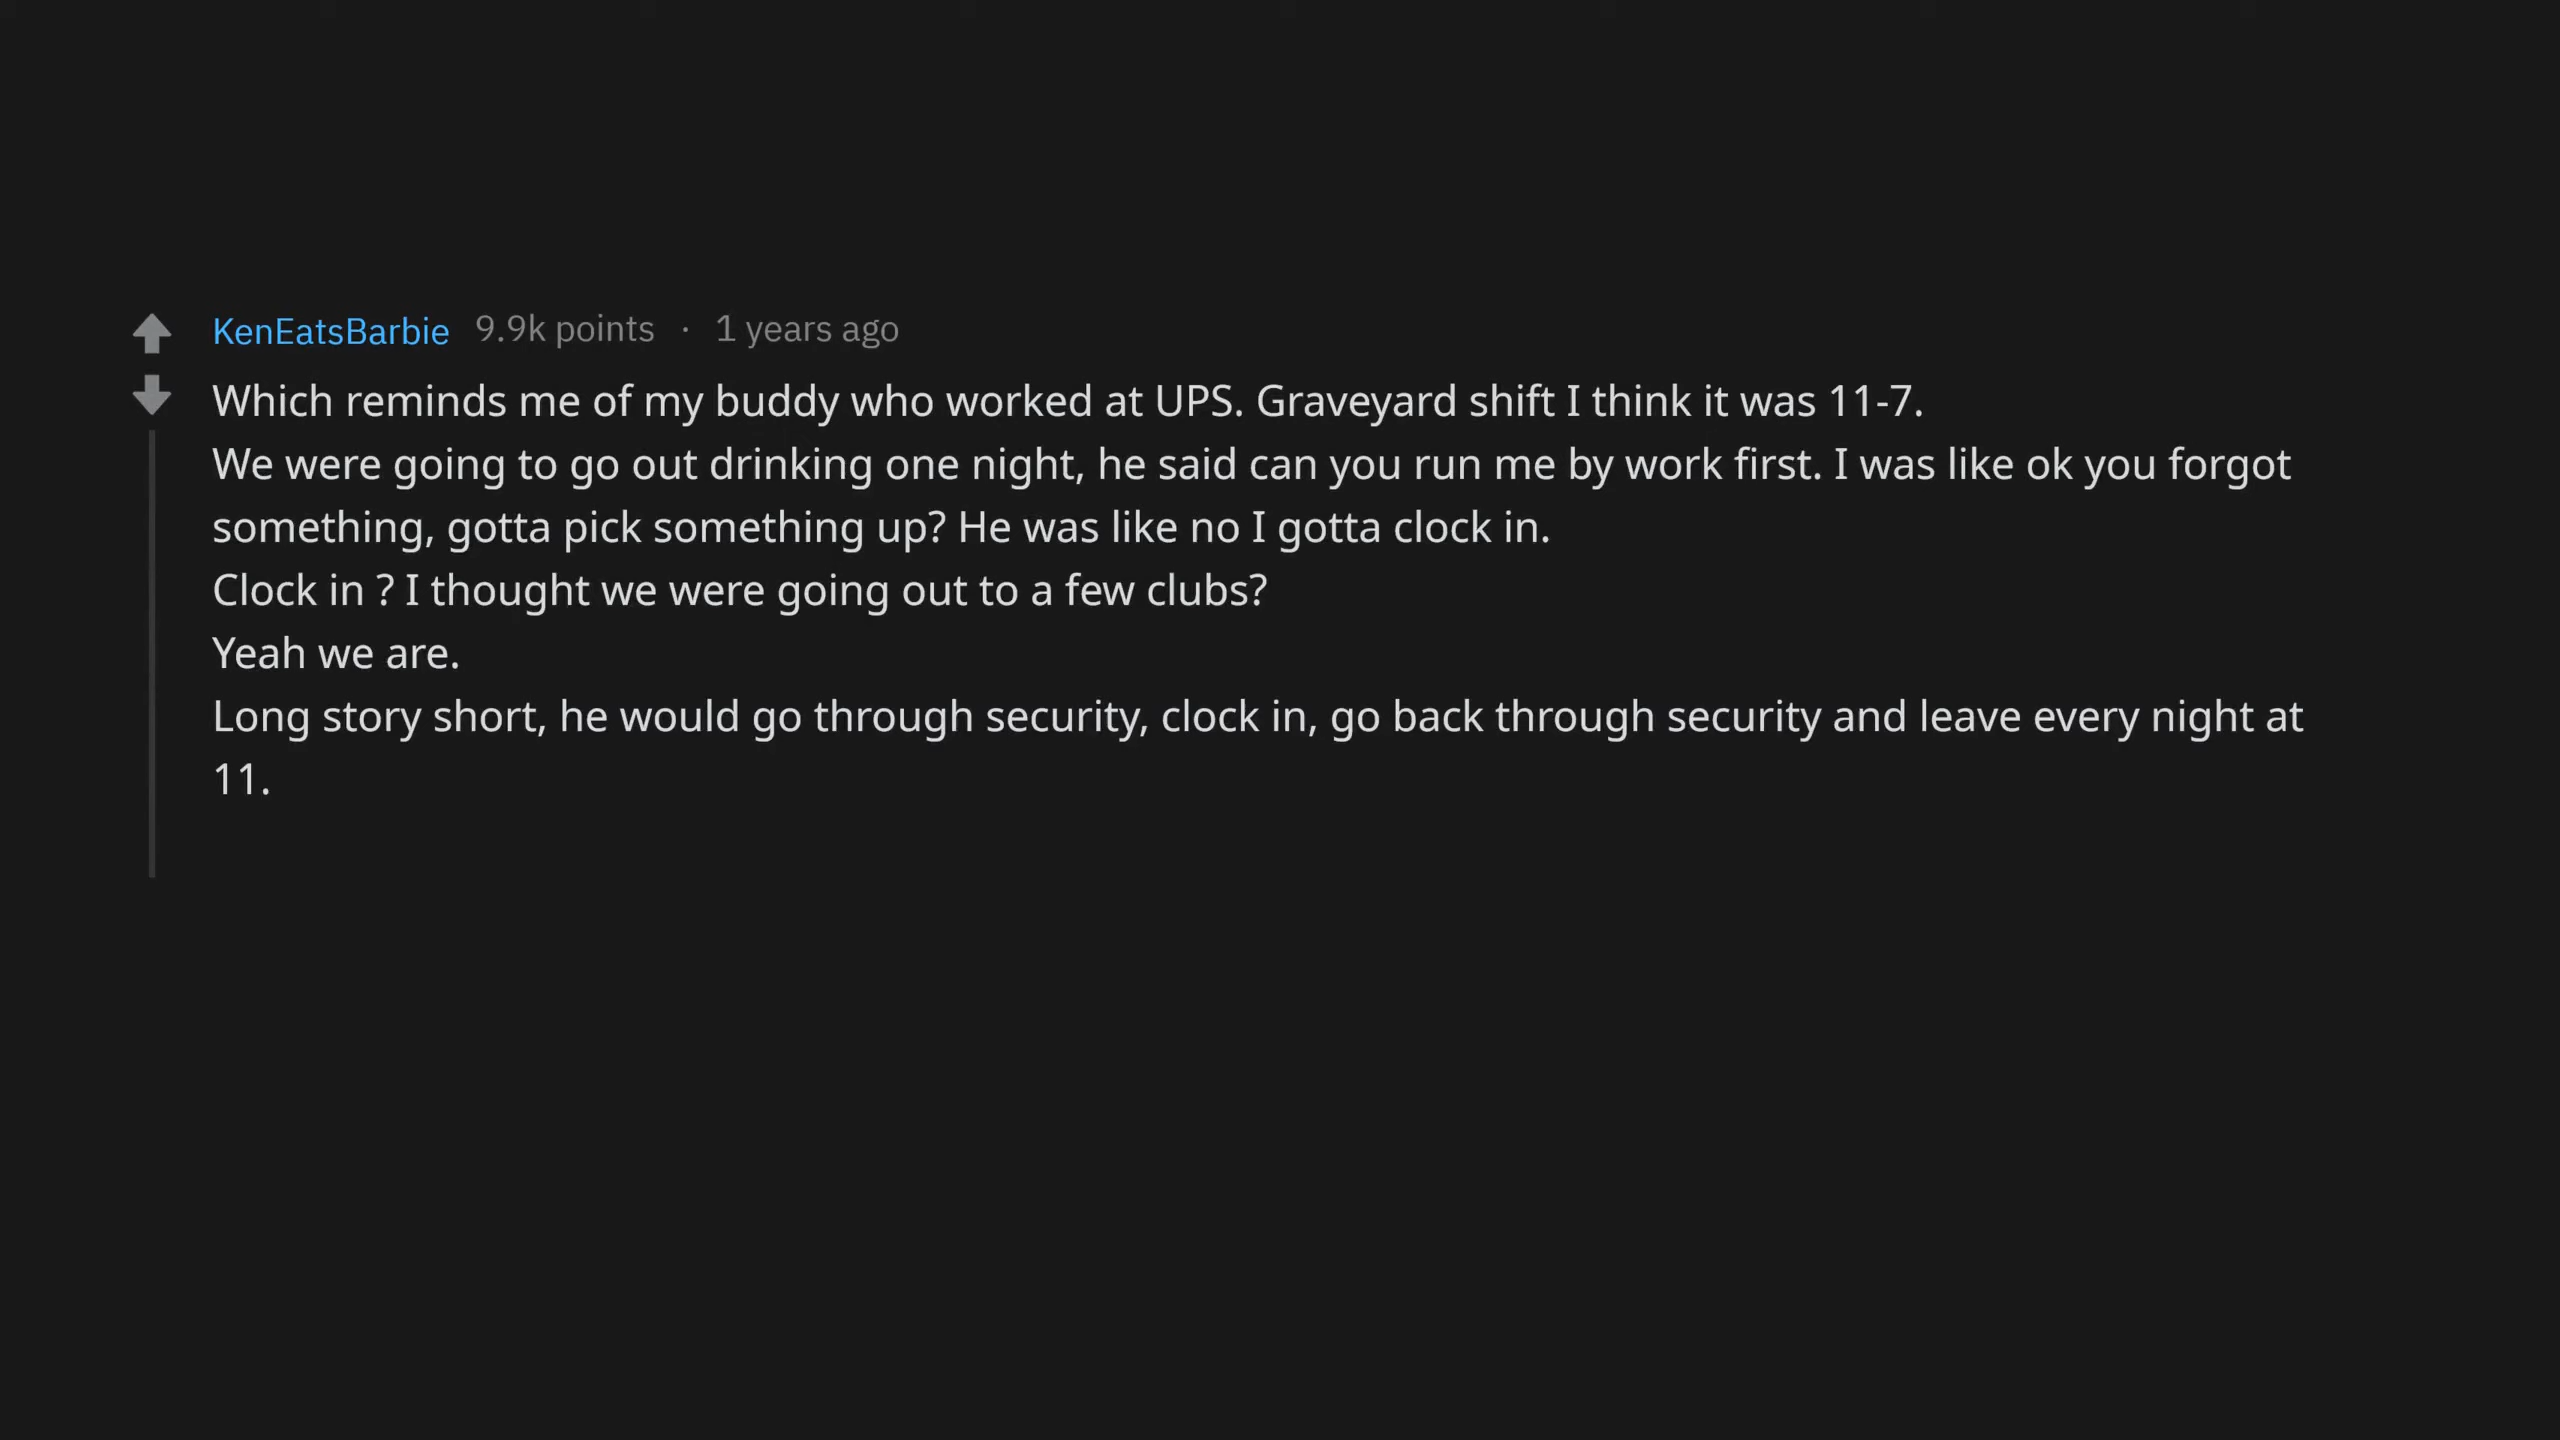 KenEatsBarbie 9.9k points · 1 years ago
Which reminds me of my buddy who worked at UPS. Graveyard shift I think it was 11-7.
We were going to go out drinking one night, he said can you run me by work first. I was like ok you forgot
something, gotta pick something up? He was like no I gotta clock in.
Clock in ? I thought we were going out to a few clubs?
Yeah we are.
Long story short, he would go through security, clock in, go back through security and leave every night at
11.